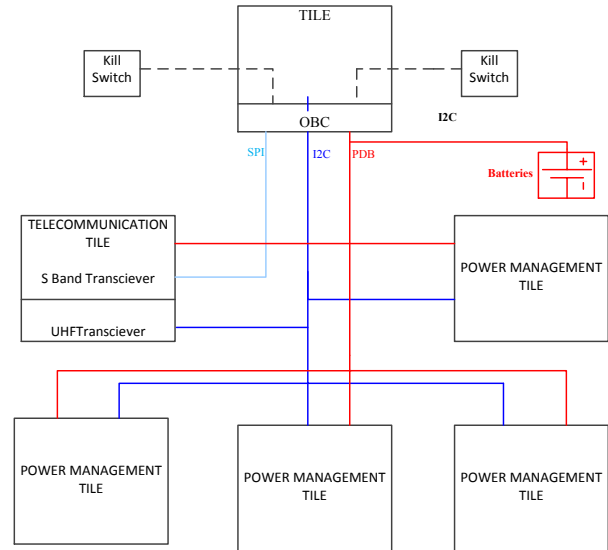 TILE
Kill
Switch
Kill
Switch
I2C
OBC
SPI
I2C
PDB
+
Batteries
TELECOMMUNICATION
TILE
S Band Transciever
UHFTransciever
POWER MANAGEMENT
TILE
POWER MANAGEMENT
TILE
POWER MANAGEMENT
TILE
POWER MANAGEMENT
TILE